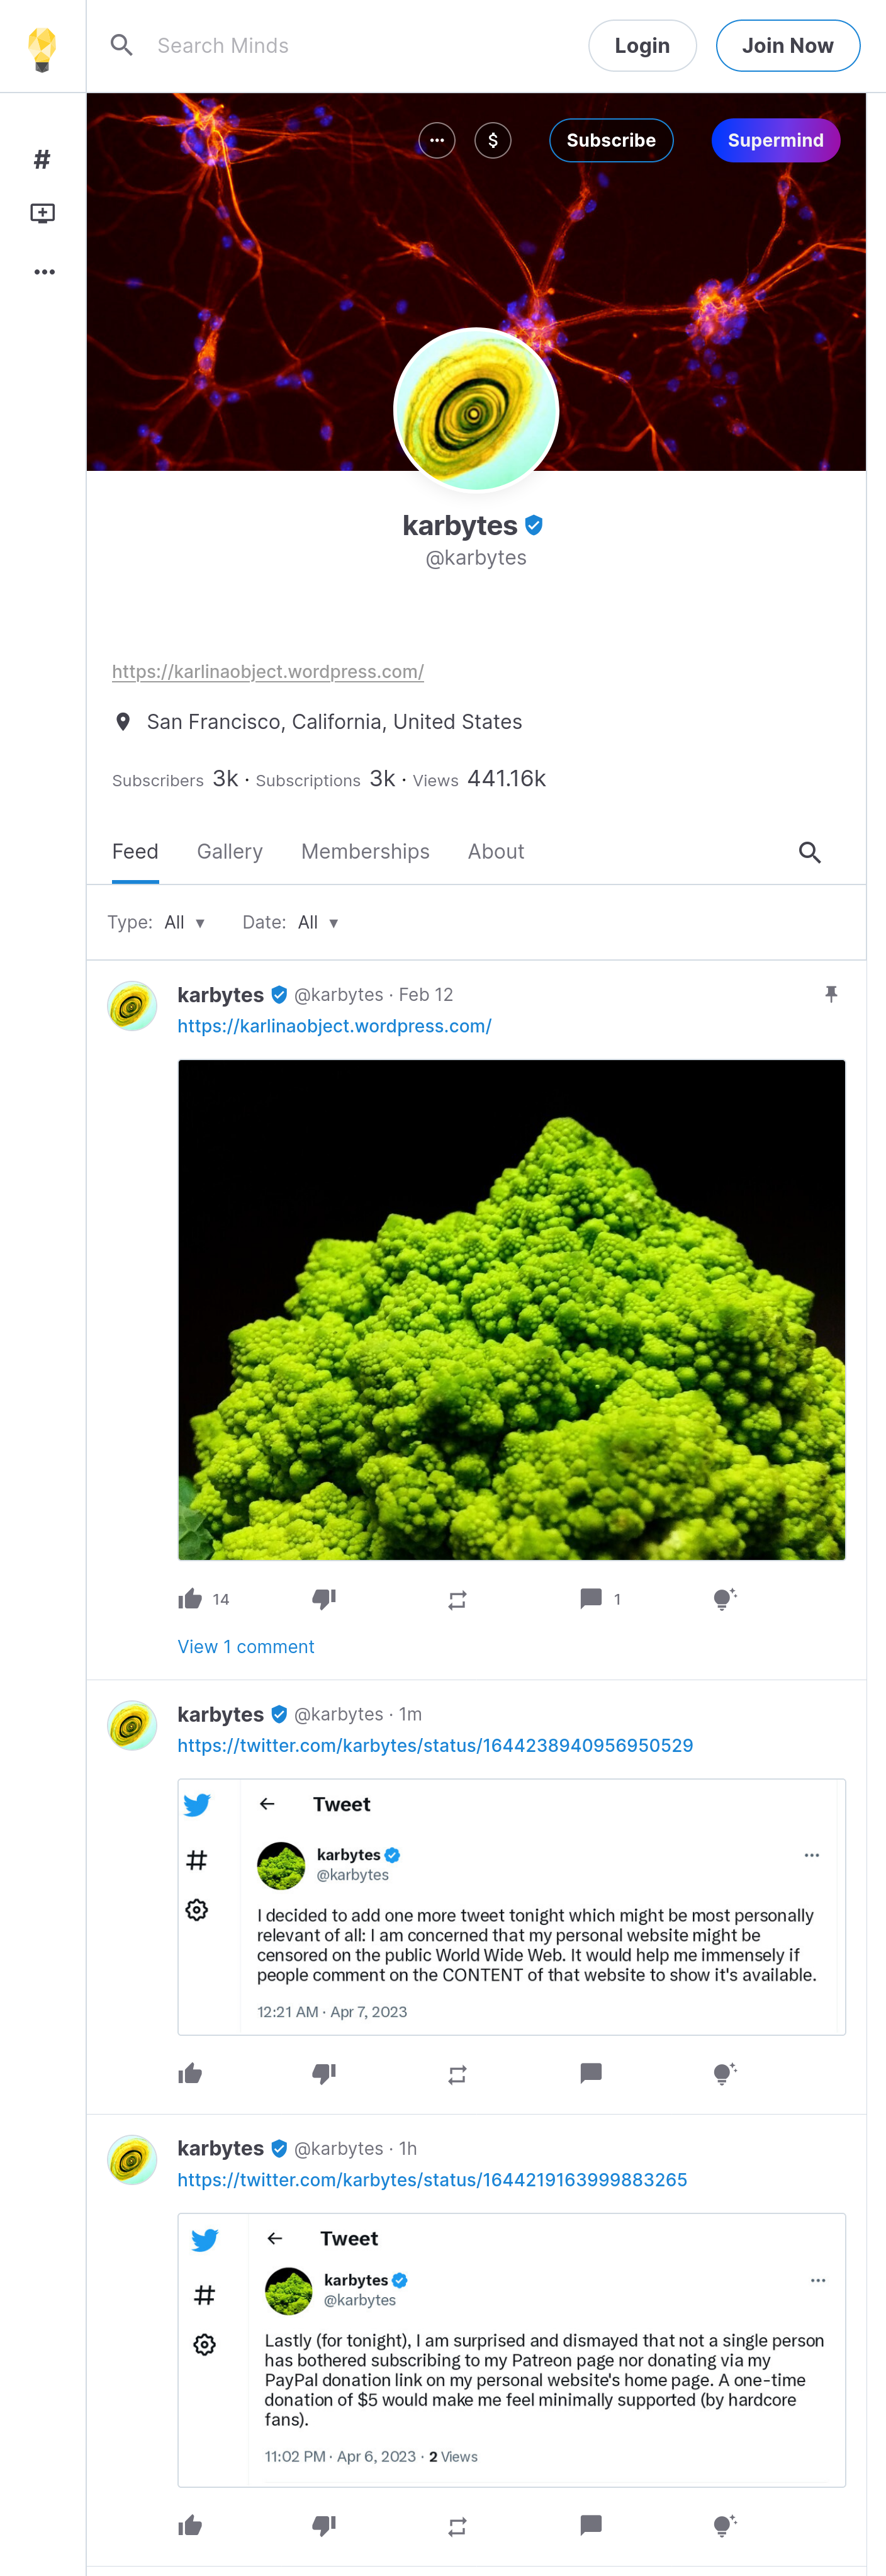 Search Minds
Login
Join Now
#
$
Subscribe
Supermind
karbytes
@karbytes
https://karlinaobject.wordpress.com/
San Francisco, California, United States
Subscribers 3k · Subscriptions 3k · Views 441.16k
Feed Gallery Memberships About
Type: All ▾ Date: All ▾
karbytes @karbytes · Feb 12
https://karlinaobject.wordpress.com/
14
1
View 1 comment
karbytes @karbytes · 1m
https://twitter.com/karbytes/status/1644238940956950529
← Tweet
#
karbytes
@karbytes
I decided to add one more tweet tonight which might be most personally
relevant of all: I am concerned that my personal website might be
censored on the public World Wide Web. It would help me immensely if
people comment on the CONTENT of that website to show it's available.
12:21 AM · Apr 7, 2023
karbytes @karbytes · 1h
https://twitter.com/karbytes/status/1644219163999883265
← Tweet
#
karbytes
@karbytes
Lastly (for tonight), I am surprised and dismayed that not a single person
has bothered subscribing to my Patreon page nor donating via my
PayPal donation link on my personal website's home page. A one-time
donation of $5 would make me feel minimally supported (by hardcore
fans).
11:02 PM · Apr 6, 2023 · 2 Views